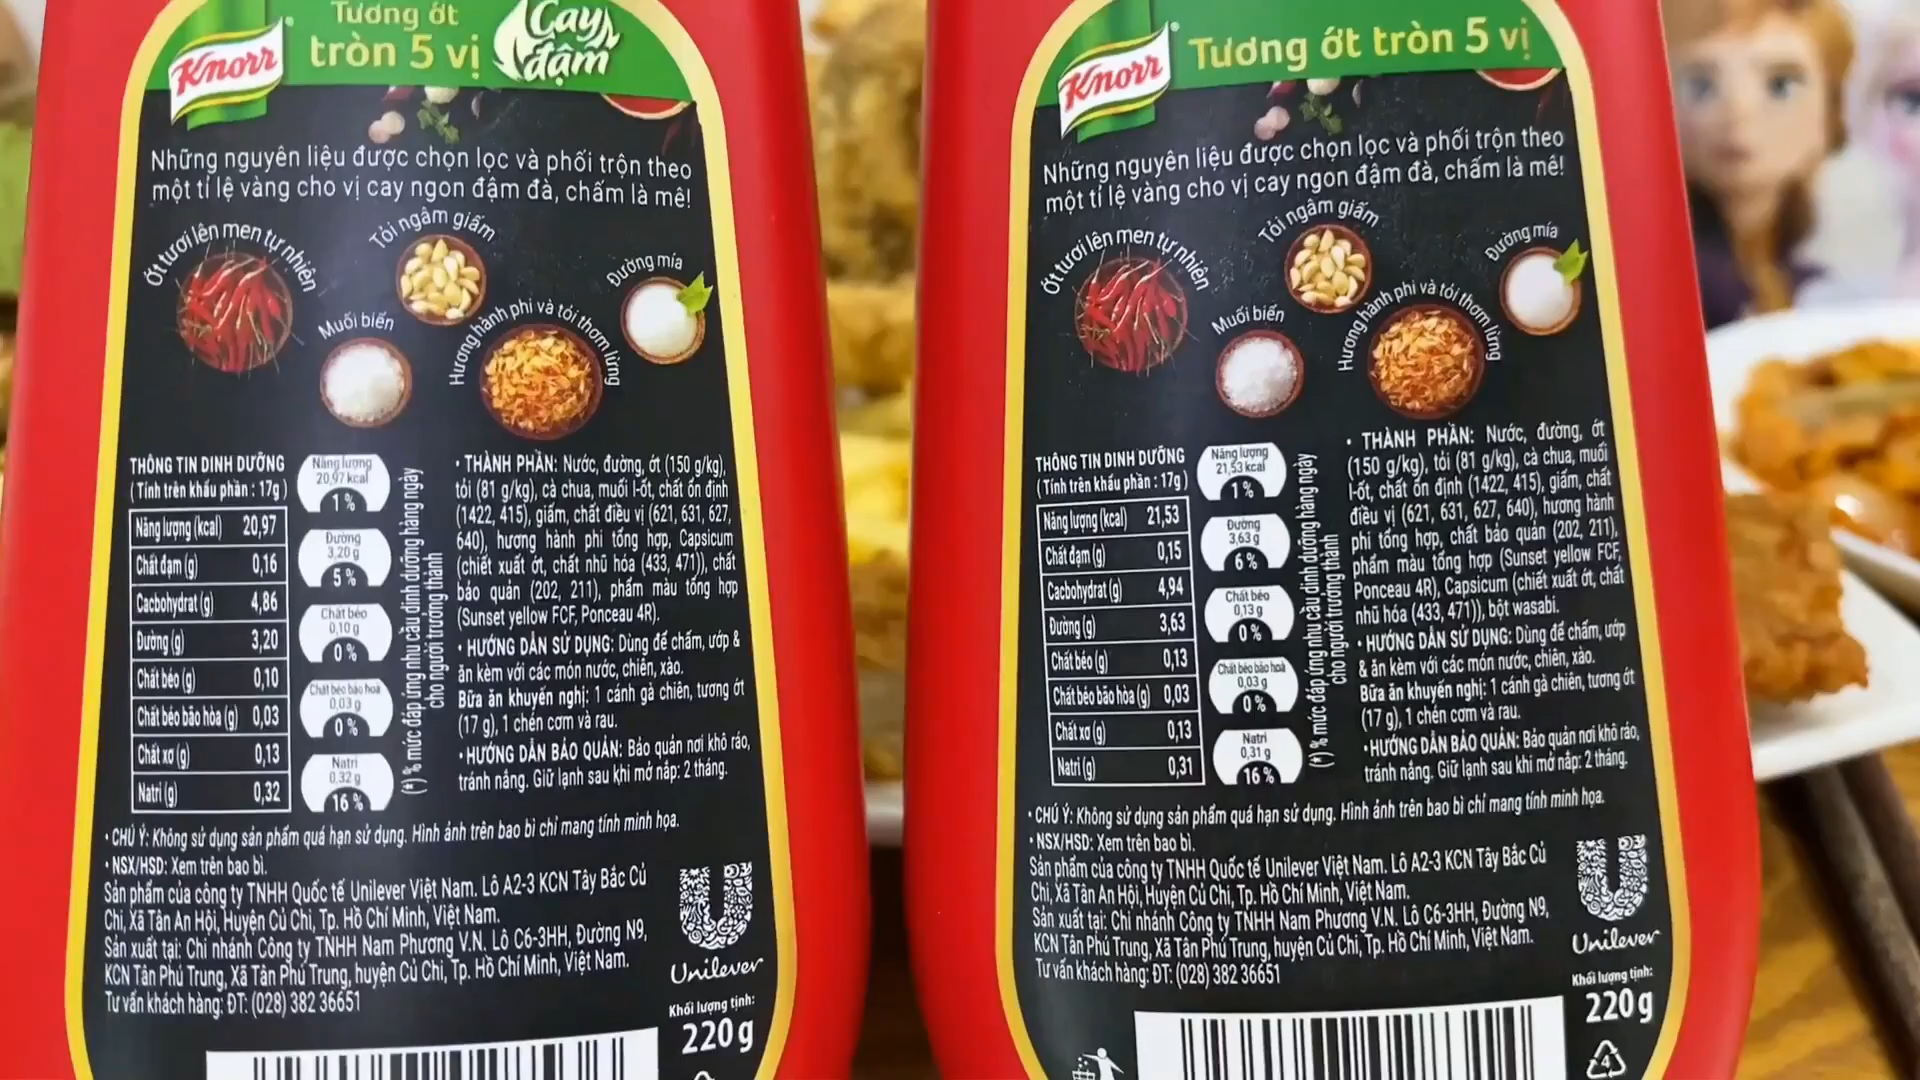 Tương ớt
tròn 5 vị
Cay
đậm
Knorr
Những nguyên liệu được chọn lọc và phối trộn theo
một tỉ lệ vàng cho vị cay ngon đậm đà, chấm là mê!
Ớt tươi lên men tự nhiên
Tỏi ngâm giấm
Đường mía
Muối biển
Hương hành phi và tỏi thơm lừng
THÔNG TIN DINH DƯỠNG
(Tính trên khẩu phần : 17g)
Năng lượng (kcal) 20,97
Chất đạm (g) 0,16
Cacbohydrat (g) 4,86
Đường (g) 3,20
Chất béo (g) 0,10
Chất béo bão hòa (g) 0,03
Chất xơ (g) 0,13
Natri (g) 0,32
Năng lượng
20,97 kcal
1%
Đường
3,20 g
5%
Chất béo
0,10 g
0%
Chất béo bão hoà
0,03 g
0%
Natri
0,32 g
16%
(*) % mức đáp ứng nhu cầu dinh dưỡng hàng ngày
cho người trưởng thành
• THÀNH PHẦN: Nước, đường, ớt (150 g/kg),
tỏi (81 g/kg), cà chua, muối I-ốt, chất ổn định
(1422, 415), giấm, chất điều vị (621, 631, 627,
640), hương hành phi tổng hợp, Capsicum
(chiết xuất ớt, chất nhũ hóa (433, 471)), chất
bảo quản (202, 211), phẩm màu tổng hợp
(Sunset yellow FCF, Ponceau 4R).
• HƯỚNG DẪN SỬ DỤNG: Dùng để chấm, ướp &
ăn kèm với các món nước, chiên, xào.
Bữa ăn khuyến nghị: 1 cánh gà chiên, tương ớt
(17 g), 1 chén cơm và rau.
• HƯỚNG DẪN BẢO QUẢN: Bảo quản nơi khô ráo,
tránh nắng. Giữ lạnh sau khi mở nắp: 2 tháng.
• CHÚ Ý: Không sử dụng sản phẩm quá hạn sử dụng. Hình ảnh trên bao bì chỉ mang tính minh họa.
• NSX/HSD: Xem trên bao bì.
Sản phẩm của công ty TNHH Quốc tế Unilever Việt Nam. Lô A2-3 KCN Tây Bắc Củ
Chi, Xã Tân An Hội, Huyện Củ Chi, Tp. Hồ Chí Minh, Việt Nam.
Sản xuất tại: Chi nhánh Công ty TNHH Nam Phương V.N. Lô C6-3HH, Đường N9,
KCN Tân Phú Trung, Xã Tân Phú Trung, huyện Củ Chi, Tp. Hồ Chí Minh, Việt Nam.
Tư vấn khách hàng: ĐT: (028) 382 36651
Unilever
Khối lượng tịnh:
220 g
Knorr
Tương ớt tròn 5 vị
Những nguyên liệu được chọn lọc và phối trộn theo
một tỉ lệ vàng cho vị cay ngon đậm đà, chấm là mê!
Ớt tươi lên men tự nhiên
Tỏi ngâm giấm
Đường mía
Muối biển
Hương hành phi và tỏi thơm lừng
THÔNG TIN DINH DƯỠNG
(Tính trên khẩu phần : 17g)
Năng lượng (kcal) 21,53
Chất đạm (g) 0,15
Cacbohydrat (g) 4,94
Đường (g) 3,63
Chất béo (g) 0,13
Chất béo bão hòa (g) 0,03
Chất xơ (g) 0,13
Natri (g) 0,31
Năng lượng
21,53 kcal
1%
Đường
3,63 g
6%
Chất béo
0,13 g
0%
Chất béo bão hoà
0,03 g
0%
Natri
0,31 g
16%
(*) % mức đáp ứng nhu cầu dinh dưỡng hàng ngày
cho người trưởng thành
• THÀNH PHẦN: Nước, đường, ớt
(150 g/kg), tỏi (81 g/kg), cà chua, muối
I-ốt, chất ổn định (1422, 415), giấm, chất
điều vị (621, 631, 627, 640), hương hành
phi tổng hợp, chất bảo quản (202, 211),
phẩm màu tổng hợp (Sunset yellow FCF,
Ponceau 4R), Capsicum (chiết xuất ớt, chất
nhũ hóa (433, 471)), bột wasabi.
• HƯỚNG DẪN SỬ DỤNG: Dùng để chấm, ướp
& ăn kèm với các món nước, chiên, xào.
Bữa ăn khuyến nghị: 1 cánh gà chiên, tương ớt
(17 g), 1 chén cơm và rau.
• HƯỚNG DẪN BẢO QUẢN: Bảo quản nơi khô ráo,
tránh nắng. Giữ lạnh sau khi mở nắp: 2 tháng.
• CHÚ Ý: Không sử dụng sản phẩm quá hạn sử dụng. Hình ảnh trên bao bì chỉ mang tính minh họa.
• NSX/HSD: Xem trên bao bì.
Sản phẩm của công ty TNHH Quốc tế Unilever Việt Nam. Lô A2-3 KCN Tây Bắc Củ
Chi, Xã Tân An Hội, Huyện Củ Chi, Tp. Hồ Chí Minh, Việt Nam.
Sản xuất tại: Chi nhánh Công ty TNHH Nam Phương V.N. Lô C6-3HH, Đường N9,
KCN Tân Phú Trung, Xã Tân Phú Trung, huyện Củ Chi, Tp. Hồ Chí Minh, Việt Nam.
Tư vấn khách hàng: ĐT: (028) 382 36651
Unilever
Khối lượng tịnh:
220 g
4